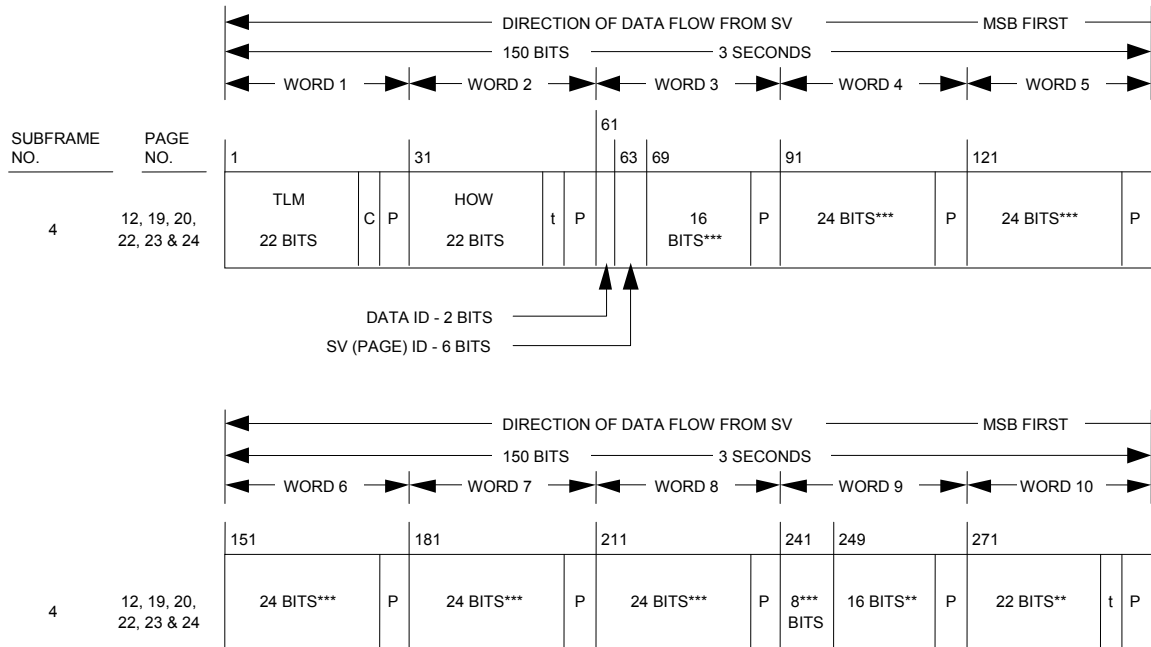 DIRECTION OF DATA FLOW FROM SV MSB FIRST
150 BITS 3 SECONDS
WORD 1 WORD 2 WORD 3 WORD 4 WORD 5
SUBFRAME NO.
PAGE NO.
1 31 61 63 69 91 121
4
12, 19, 20,
22, 23 & 24
TLM
22 BITS
C P
HOW
22 BITS
t P
16
BITS***
P
24 BITS***
P
24 BITS***
P
DATA ID - 2 BITS
SV (PAGE) ID - 6 BITS
DIRECTION OF DATA FLOW FROM SV MSB FIRST
150 BITS 3 SECONDS
WORD 6 WORD 7 WORD 8 WORD 9 WORD 10
151 181 211 241 249 271
4
12, 19, 20,
22, 23 & 24
24 BITS***
P
24 BITS***
P
24 BITS***
P
8***
BITS
16 BITS**
P
22 BITS**
t P